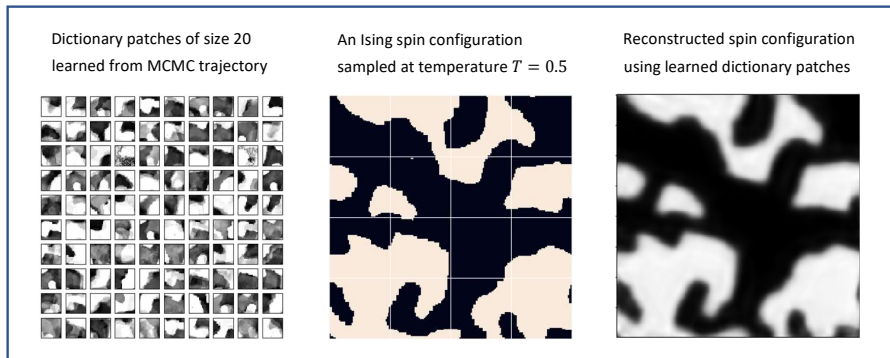 Dictionary patches of size 20
learned from MCMC trajectory
An Ising spin configuration
sampled at temperature T = 0.5
Reconstructed spin configuration
using learned dictionary patches